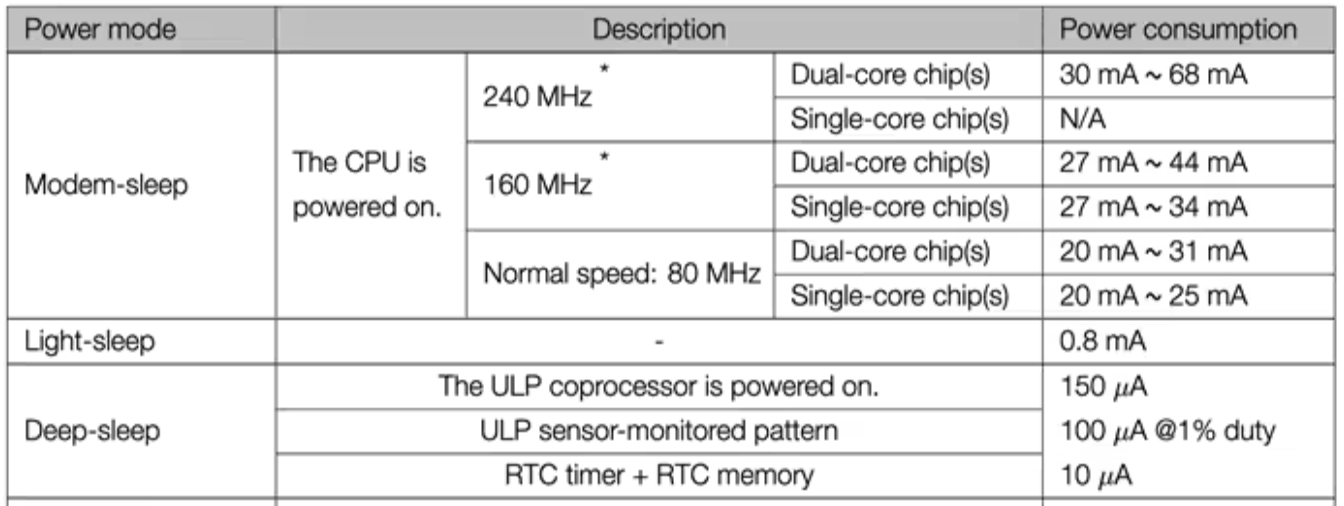 Power mode Description Power consumption
Modem-sleep The CPU is powered on. 240 MHz * Dual-core chip(s) 30 mA ~ 68 mA
Single-core chip(s) N/A
160 MHz * Dual-core chip(s) 27 mA ~ 44 mA
Single-core chip(s) 27 mA ~ 34 mA
Normal speed: 80 MHz Dual-core chip(s) 20 mA ~ 31 mA
Single-core chip(s) 20 mA ~ 25 mA
Light-sleep - 0.8 mA
Deep-sleep The ULP coprocessor is powered on. 150 μA
ULP sensor-monitored pattern 100 μA @1% duty
RTC timer + RTC memory 10 μA